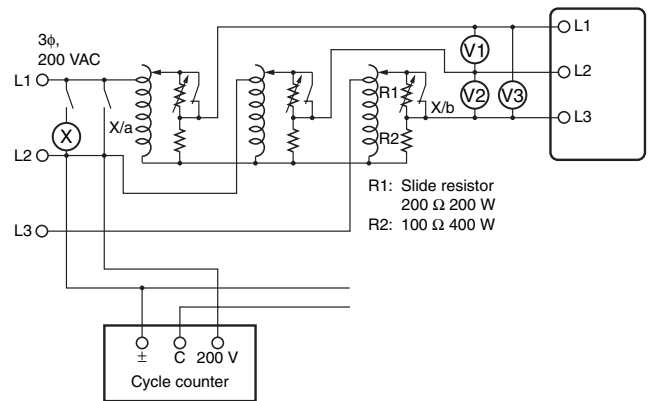 3ϕ,
200 VAC
L1
L2
L3
X
X/a
R1
R2
X/b
V1
V2
V3
L1
L2
L3
R1: Slide resistor
200 Ω 200 W
R2: 100 Ω 400 W
± C 200 V
Cycle counter